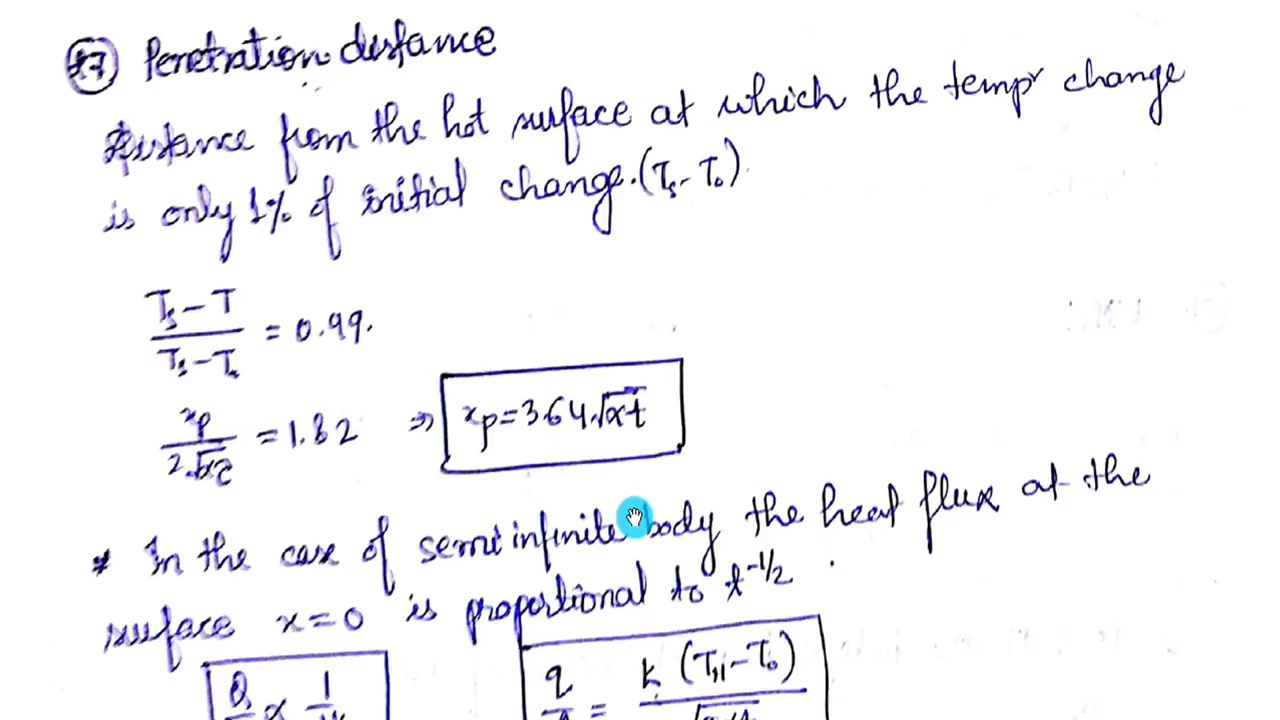 Penetration distance
distance from the hot surface at which the tempr change
is only 1% of initial change. (Ts - To)
Ts - T / Ts - To = 0.99.
xp / 2√αt = 1.82 ⇒ xp = 3.64√αt
* In the case of semi infinite body the heat flux at the
surface x = 0 is proportional to t^-1/2 .
q = k (Ts - To)